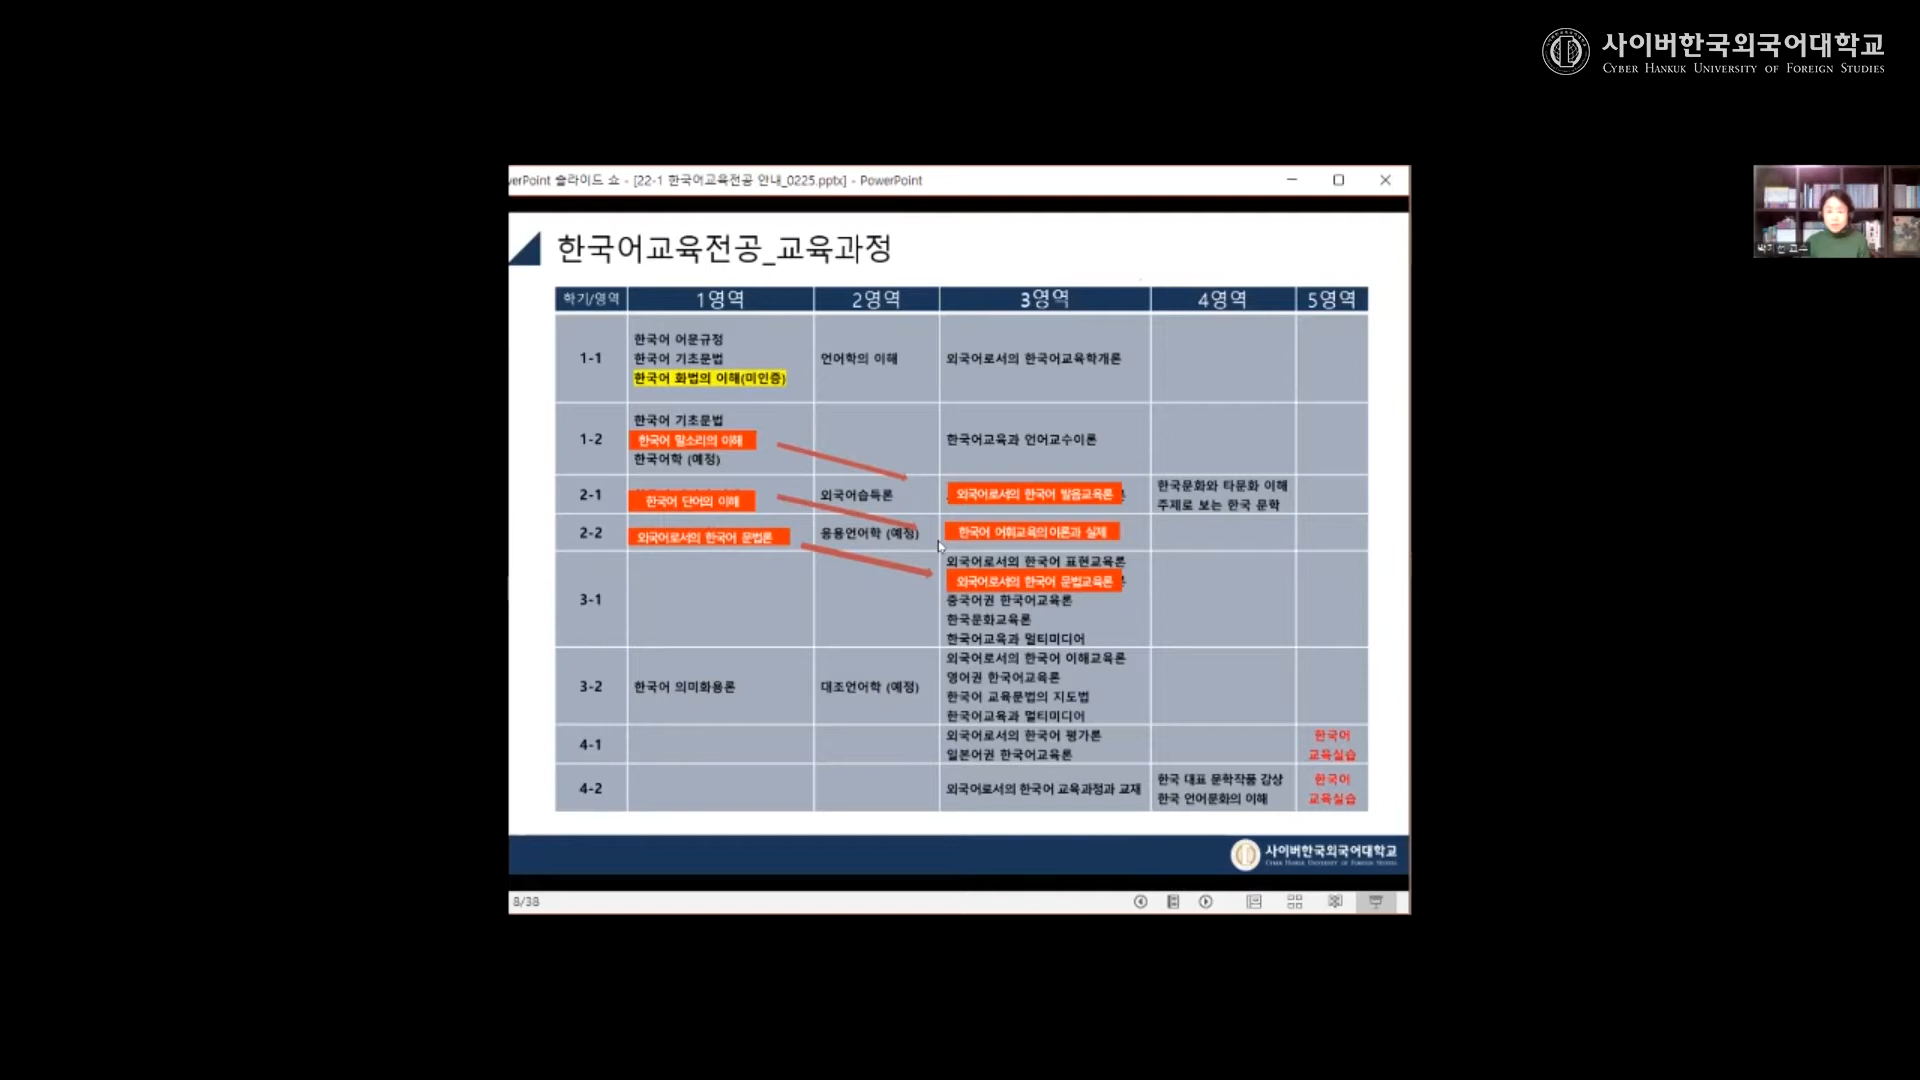 사이버한국외국어대학교
CYBER HANKUK UNIVERSITY OF FOREIGN STUDIES
werPoint 슬라이드 쇼 - [22-1 한국어교육전공 안내_0225.pptx] - PowerPoint
한국어교육전공_교육과정
학기/영역 1영역 2영역 3영역 4영역 5영역
1-1
한국어 어문규정
한국어 기초문법
한국어 화법의 이해(미인증)
언어학의 이해
외국어로서의 한국어교육학개론
1-2
한국어 기초문법
한국어 말소리의 이해
한국어학 (예정)
한국어교육과 언어교수이론
2-1
한국어 단어의 이해
외국어습득론
외국어로서의 한국어 발음교육론
한국문화와 타문화 이해
주제로 보는 한국 문학
2-2
외국어로서의 한국어 문법론
응용언어학 (예정)
한국어 어휘교육의 이론과 실제
3-1
외국어로서의 한국어 표현교육론
외국어로서의 한국어 문법교육론
중국어권 한국어교육론
한국문화교육론
한국어교육과 멀티미디어
3-2
한국어 의미화용론
대조언어학 (예정)
외국어로서의 한국어 이해교육론
영어권 한국어교육론
한국어 교육문법의 지도법
한국어교육과 멀티미디어
4-1
외국어로서의 한국어 평가론
일본어권 한국어교육론
한국어
교육실습
4-2
외국어로서의 한국어 교육과정과 교재
한국 대표 문학작품 감상
한국 언어문화의 이해
한국어
교육실습
사이버한국외국어대학교
CYBER HANKUK UNIVERSITY OF FOREIGN STUDIES
8/38